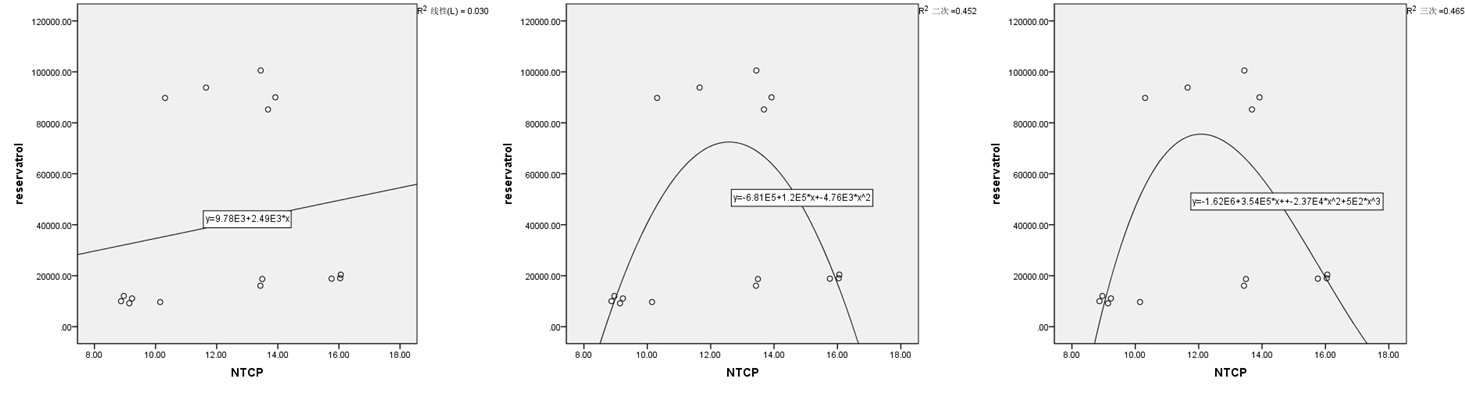 R² 线性(L) = 0.030
120000.00
100000.00
80000.00
60000.00
40000.00
20000.00
.00
reservatrol
y=9.78E3+2.49E3*x
8.00 10.00 12.00 14.00 16.00 18.00
NTCP
R² 二次 =0.452
120000.00
100000.00
80000.00
60000.00
40000.00
20000.00
.00
reservatrol
y=-6.81E5+1.2E5*x+-4.76E3*x^2
8.00 10.00 12.00 14.00 16.00 18.00
NTCP
R² 三次 =0.465
120000.00
100000.00
80000.00
60000.00
40000.00
20000.00
.00
reservatrol
y=-1.62E6+3.54E5*x++-2.37E4*x^2+5E2*x^3
8.00 10.00 12.00 14.00 16.00 18.00
NTCP